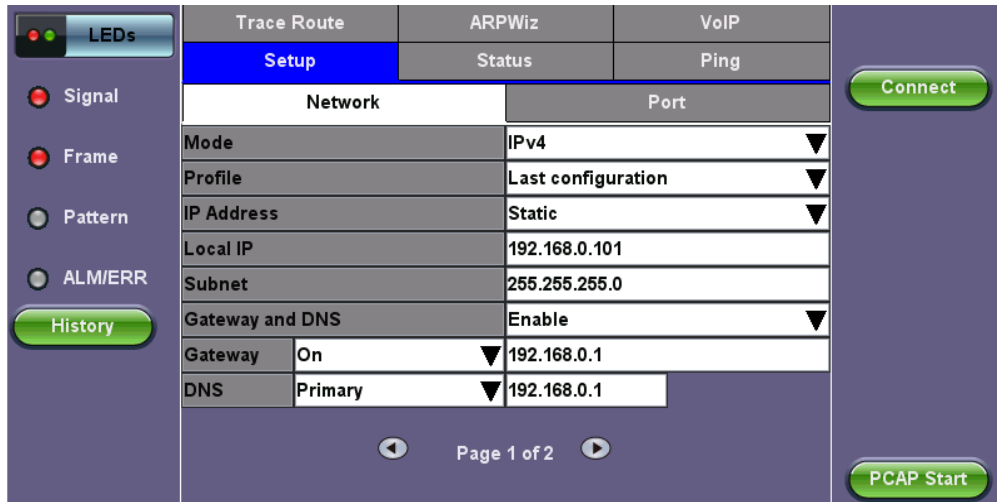 LEDs
Signal
Frame
Pattern
ALM/ERR
History
Trace Route ARPWiz VoIP
Setup Status Ping
Network Port
Mode IPv4
Profile Last configuration
IP Address Static
Local IP 192.168.0.101
Subnet 255.255.255.0
Gateway and DNS Enable
Gateway On 192.168.0.1
DNS Primary 192.168.0.1
Page 1 of 2
Connect
PCAP Start